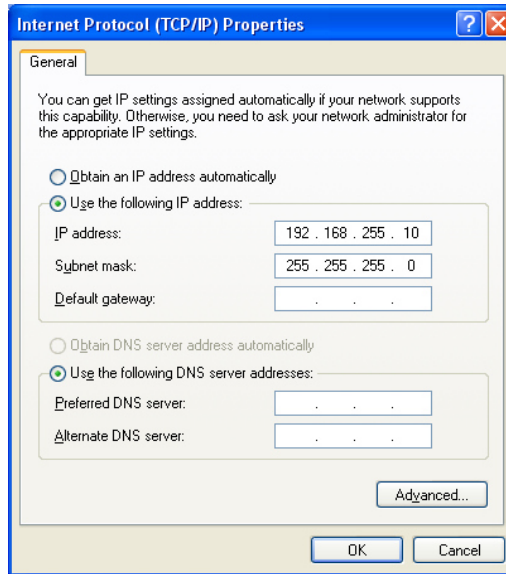 Internet Protocol (TCP/IP) Properties
General
You can get IP settings assigned automatically if your network supports
this capability. Otherwise, you need to ask your network administrator for
the appropriate IP settings.
Obtain an IP address automatically
Use the following IP address:
IP address: 192 . 168 . 255 . 10
Subnet mask: 255 . 255 . 255 . 0
Default gateway: . . .
Obtain DNS server address automatically
Use the following DNS server addresses:
Preferred DNS server: . . .
Alternate DNS server: . . .
Advanced...
OK Cancel